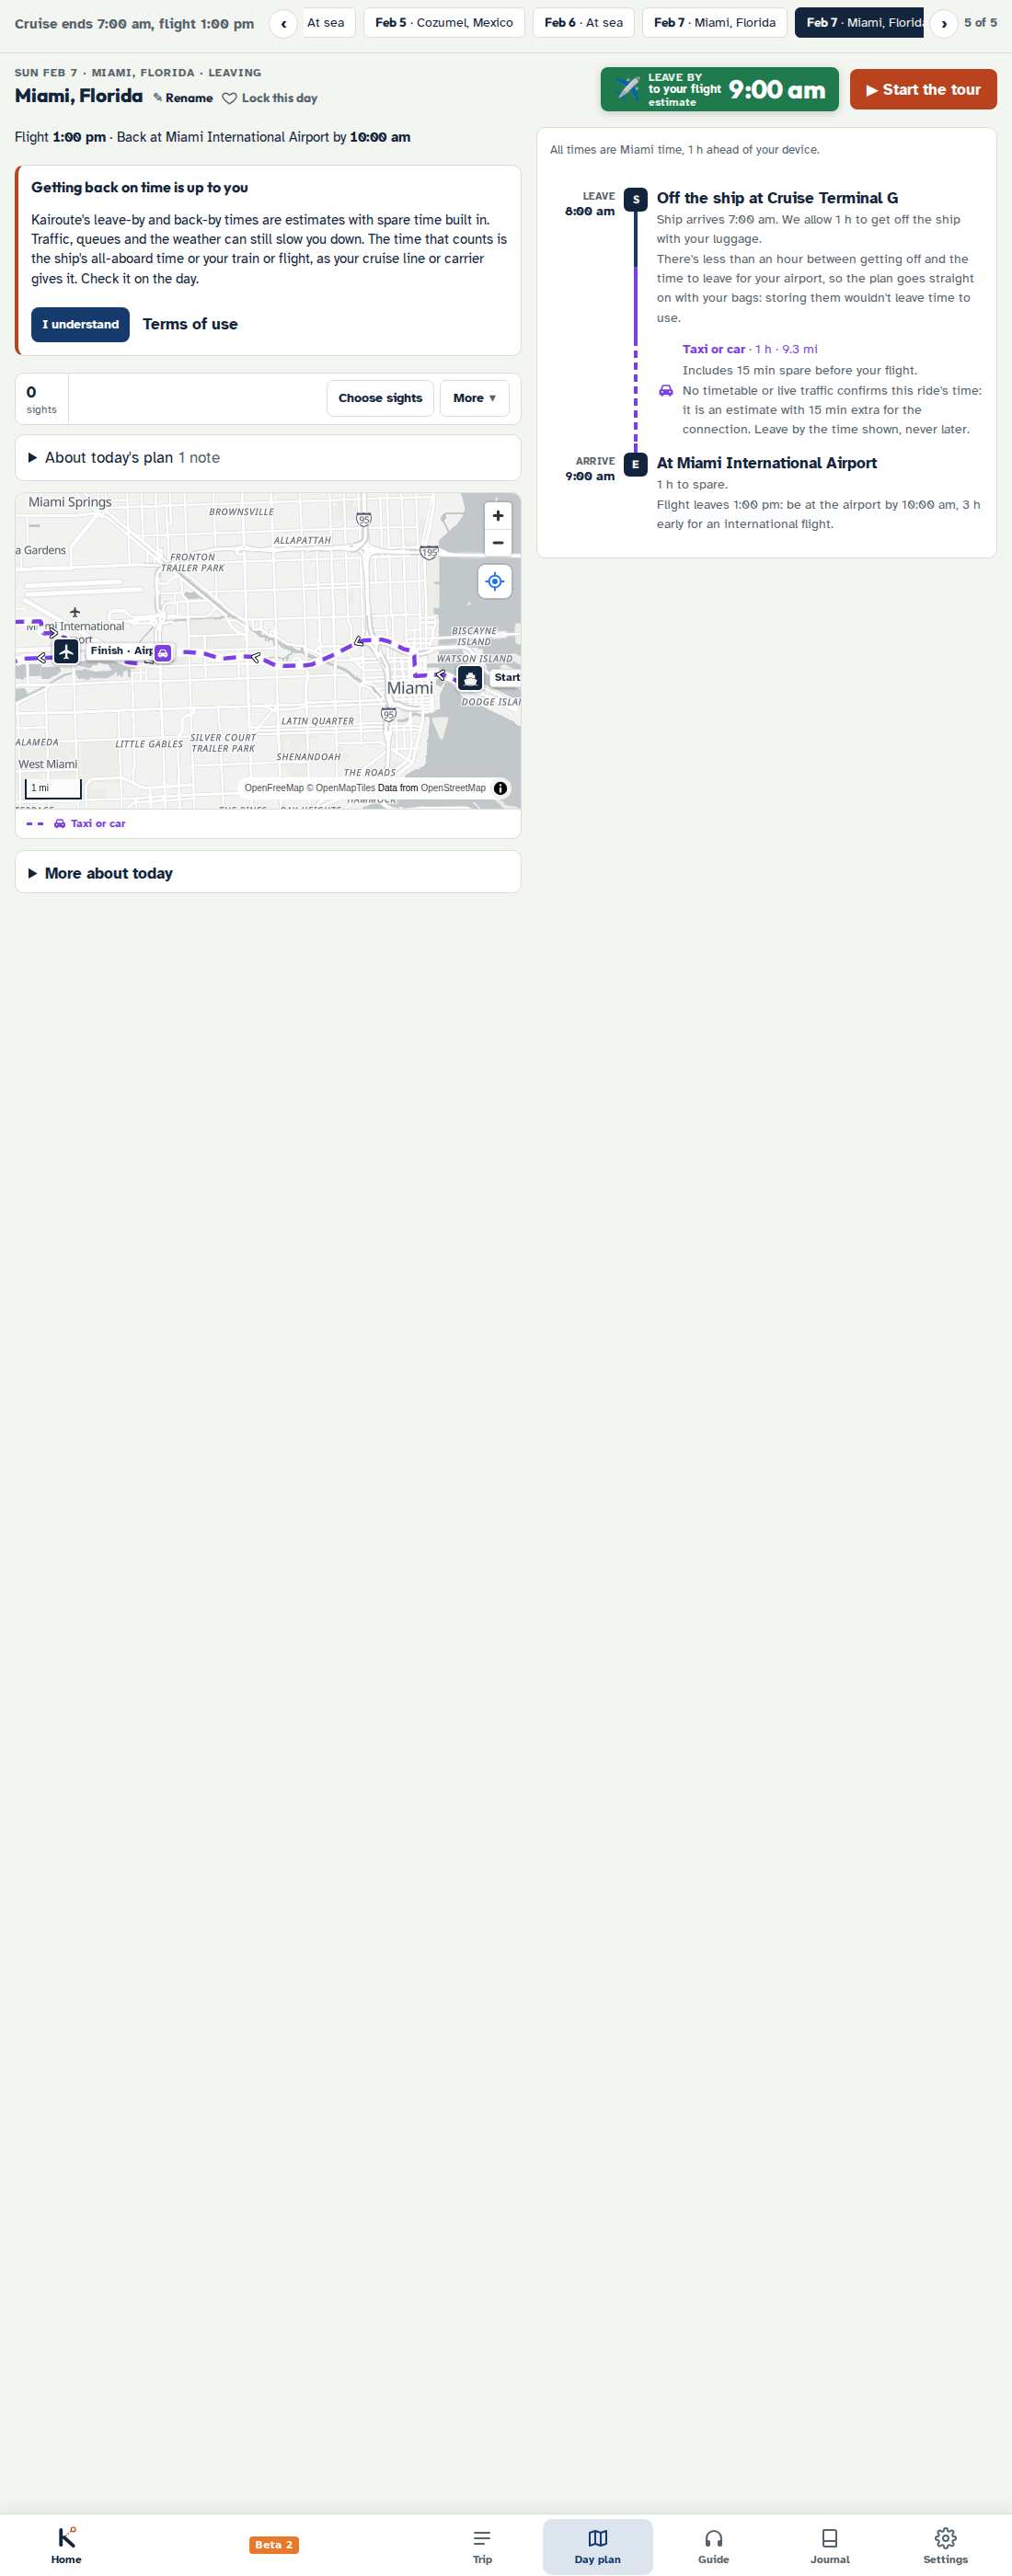 Cruise ends 7:00 am, flight 1:00 pm
‹
At sea
Feb 5 · Cozumel, Mexico
Feb 6 · At sea
Feb 7 · Miami, Florida
Feb 7 · Miami, Florida
›
5 of 5
SUN FEB 7 · MIAMI, FLORIDA · LEAVING
Miami, Florida
✎ Rename
Lock this day
LEAVE BY
to your flight
estimate
9:00 am
▶ Start the tour
Flight 1:00 pm · Back at Miami International Airport by 10:00 am
Getting back on time is up to you
Kairoute's leave-by and back-by times are estimates with spare time built in.
Traffic, queues and the weather can still slow you down. The time that counts is
the ship's all-aboard time or your train or flight, as your cruise line or carrier
gives it. Check it on the day.
I understand
Terms of use
0
sights
Choose sights
More ▼
▶ About today's plan 1 note
Miami Springs
BROWNSVILLE
95
ALLAPATTAH
195
a Gardens
FRONTON
TRAILER PARK
+
−
International
Finish · Airp
BISCAYNE
ISLAND
WATSON ISLAND
Miami
Start
DODGE ISLA
95
LATIN QUARTER
ALAMEDA
LITTLE GABLES
SILVER COURT
TRAILER PARK
SHENANDOAH
West Miami
THE ROADS
1 mi
OpenFreeMap © OpenMapTiles Data from OpenStreetMap
HAMMOCK
Taxi or car
▶ More about today
All times are Miami time, 1 h ahead of your device.
LEAVE
8:00 am
S
Off the ship at Cruise Terminal G
Ship arrives 7:00 am. We allow 1 h to get off the ship
with your luggage.
There's less than an hour between getting off and the
time to leave for your airport, so the plan goes straight
on with your bags: storing them wouldn't leave time to
use.
Taxi or car · 1 h · 9.3 mi
Includes 15 min spare before your flight.
No timetable or live traffic confirms this ride's time:
it is an estimate with 15 min extra for the
connection. Leave by the time shown, never later.
ARRIVE
9:00 am
E
At Miami International Airport
1 h to spare.
Flight leaves 1:00 pm: be at the airport by 10:00 am, 3 h
early for an international flight.
Home
Beta 2
Trip
Day plan
Guide
Journal
Settings